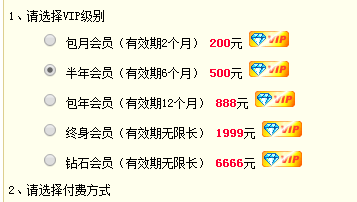 1、请选择VIP级别
包月会员（有效期2个月） 200元 VIP
半年会员（有效期6个月） 500元 VIP
包年会员（有效期12个月） 888元 VIP
终身会员（有效期无限长） 1999元 VIP
钻石会员（有效期无限长） 6666元 VIP
2、请选择付费方式